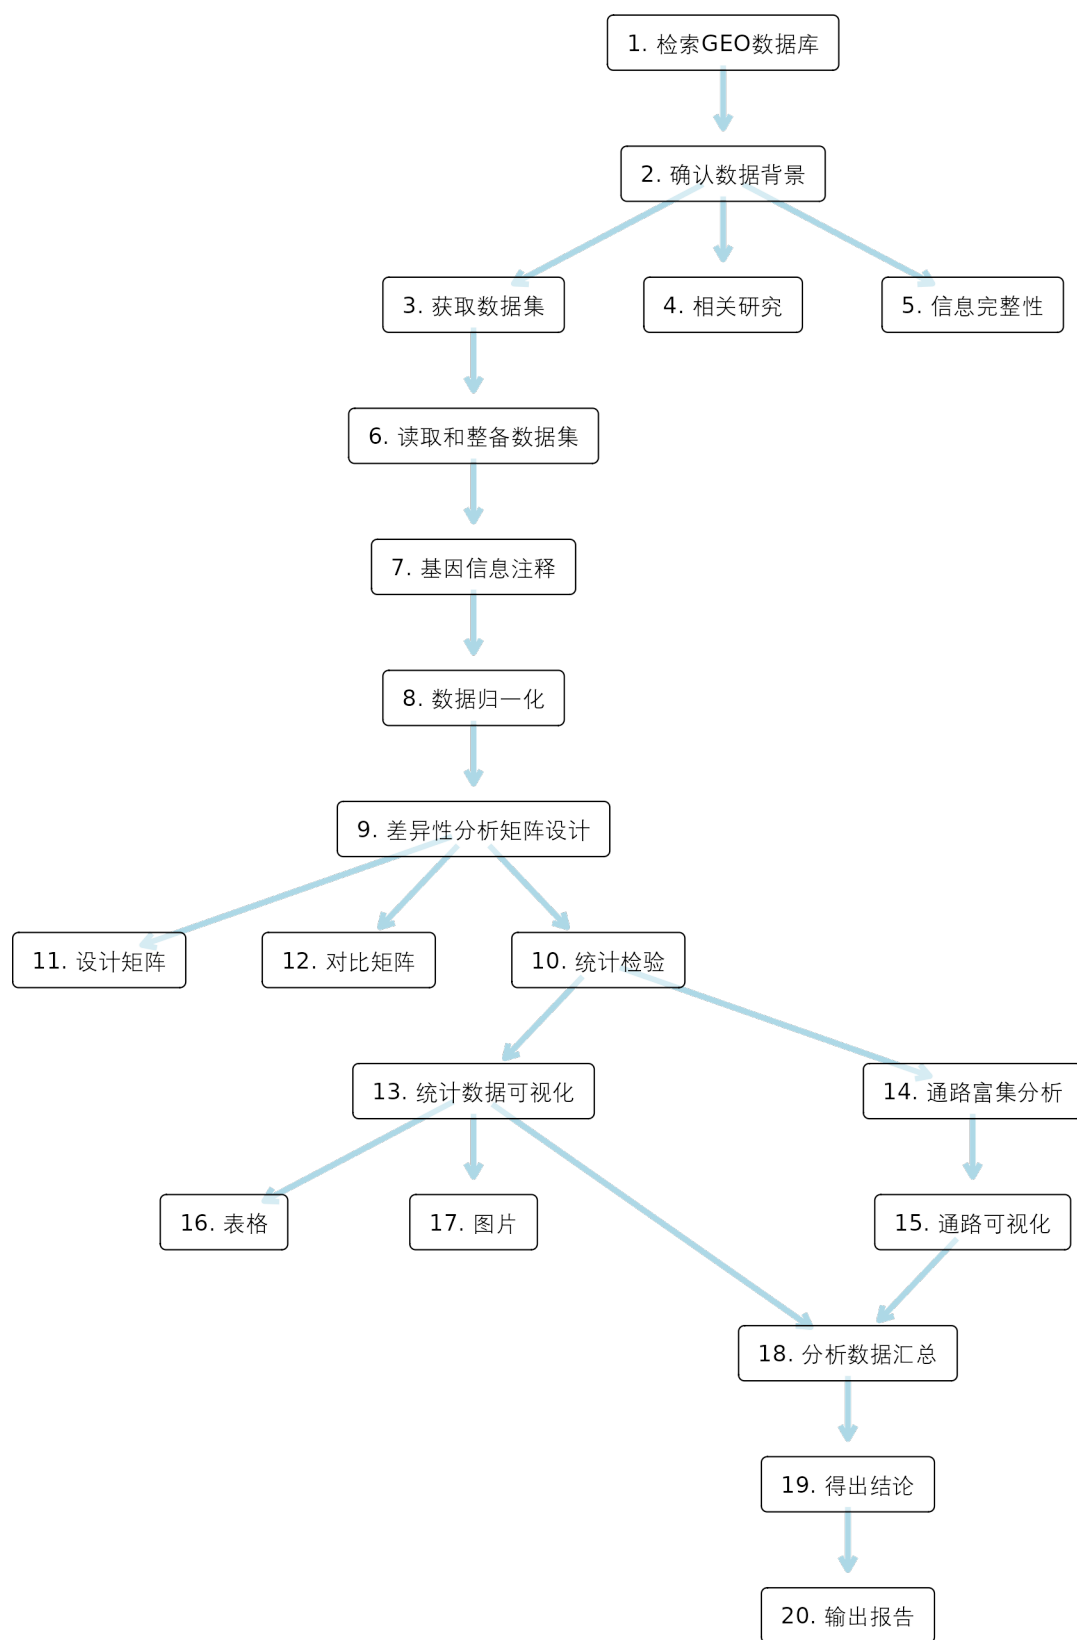 1. 检索GEO数据库
2. 确认数据背景
3. 获取数据集
4. 相关研究
5. 信息完整性
6. 读取和整备数据集
7. 基因信息注释
8. 数据归一化
9. 差异性分析矩阵设计
11. 设计矩阵
12. 对比矩阵
10. 统计检验
13. 统计数据可视化
14. 通路富集分析
16. 表格
17. 图片
15. 通路可视化
18. 分析数据汇总
19. 得出结论
20. 输出报告